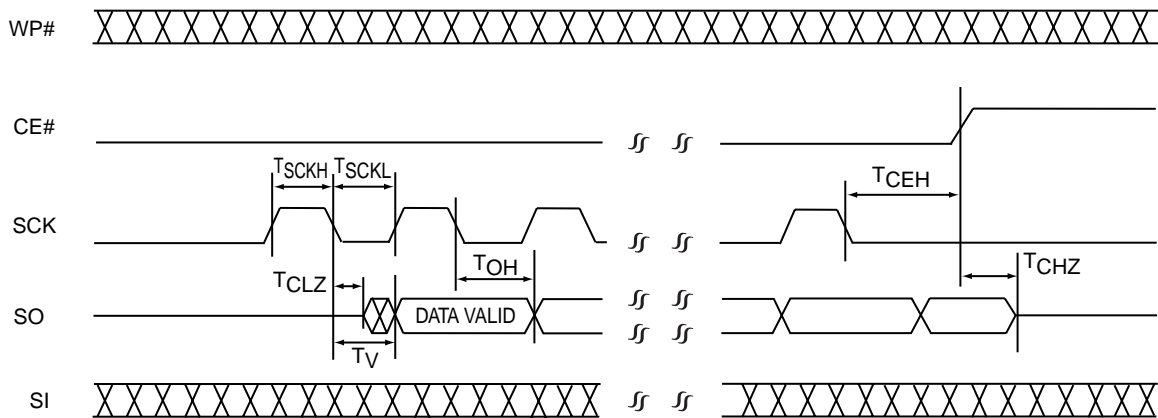 WP#
CE#
TSCKH TSCKL
TCEH
SCK
TOH
TCLZ
TCHZ
SO
DATA VALID
TV
SI